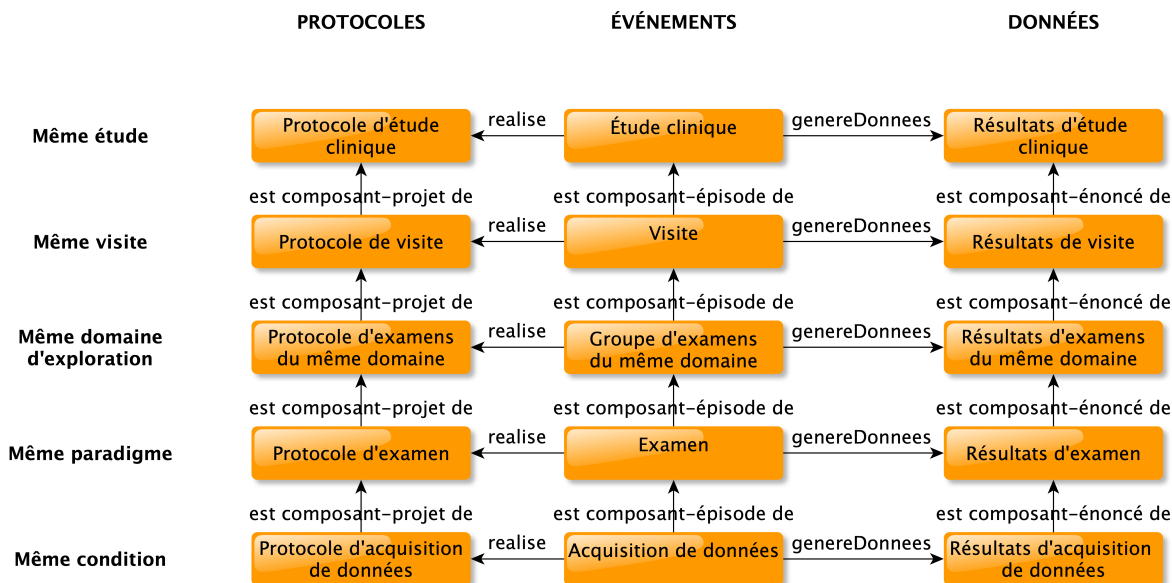 PROTOCOLES
ÉVÉNEMENTS
DONNÉES
Même étude
Protocole d'étude
clinique
realise
Étude clinique
genereDonnees
Résultats d'étude
clinique
est composant-projet de
est composant-épisode de
est composant-énoncé de
Même visite
Protocole de visite
realise
Visite
genereDonnees
Résultats de visite
est composant-projet de
est composant-épisode de
est composant-énoncé de
Même domaine
d'exploration
Protocole d'examens
du même domaine
realise
Groupe d'examens
du même domaine
genereDonnees
Résultats d'examens
du même domaine
est composant-projet de
est composant-épisode de
est composant-énoncé de
Même paradigme
Protocole d'examen
realise
Examen
genereDonnees
Résultats d'examen
est composant-projet de
est composant-épisode de
est composant-énoncé de
Même condition
Protocole d'acquisition
de données
realise
Acquisition de données
genereDonnees
Résultats d'acquisition
de données